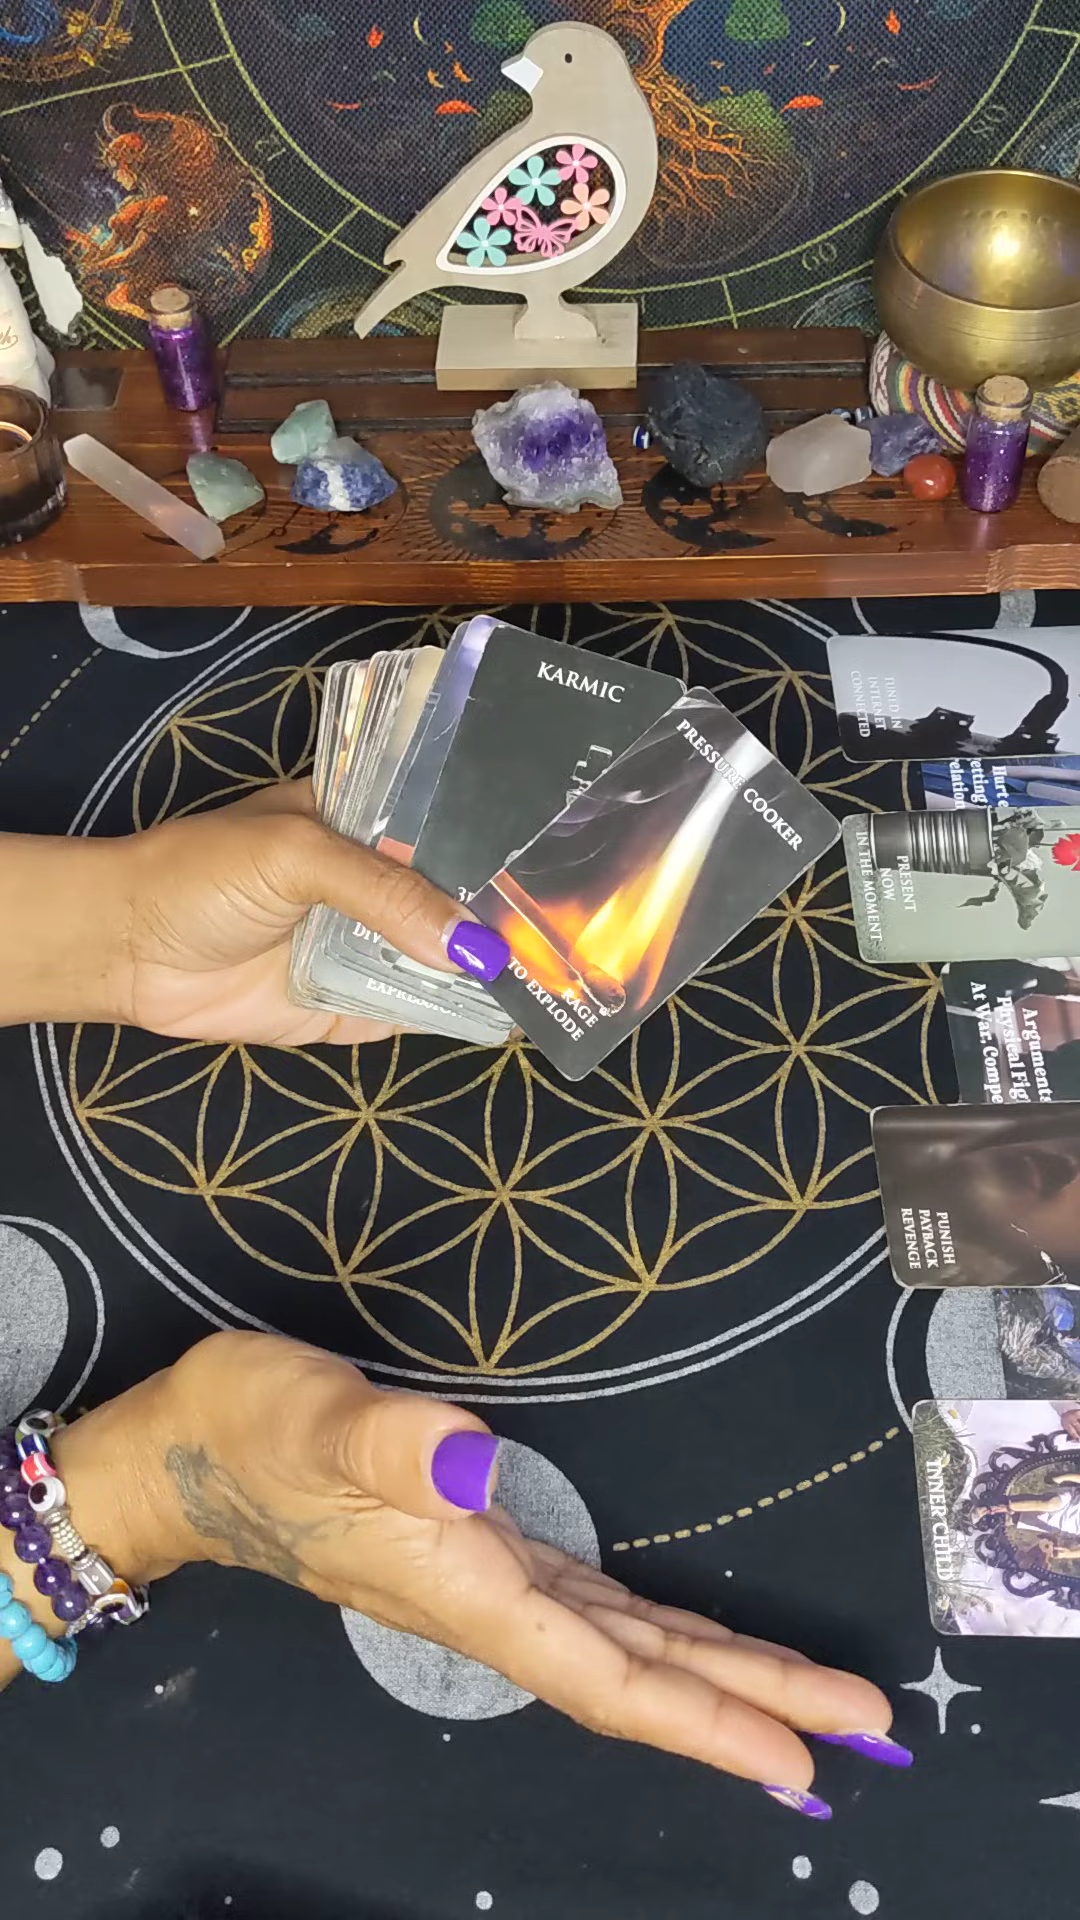 KARMIC
PRESSURE COOKER
RAGE
TO EXPLODE
TUNED IN
INTERNET
CONNECTED
PRESENT
NOW
IN THE MOMENT
Arguments
Physical Fig
At War, Compe
PUNISH
PAYBACK
REVENGE
INNER CHILD